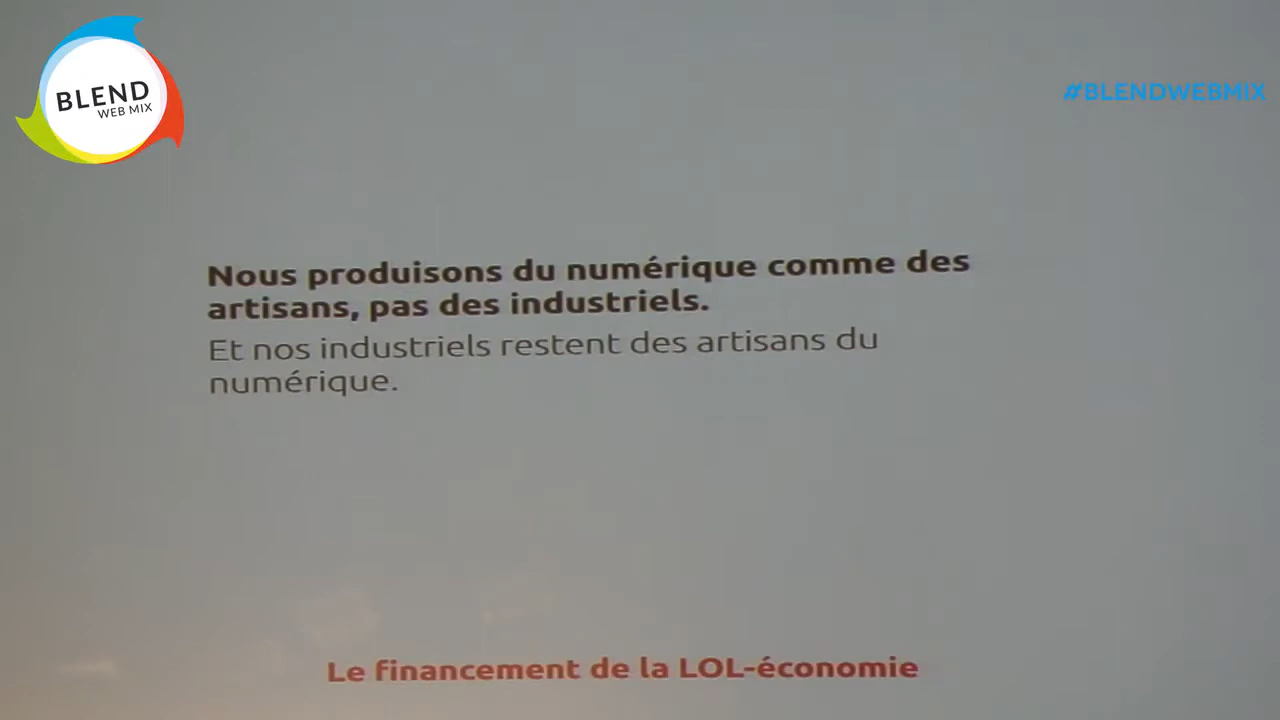 BLEND
WEB MIX
#BLENDWEBMIX
Nous produisons du numérique comme des
artisans, pas des industriels.
Et nos industriels restent des artisans du
numérique.
Le financement de la LOL-économie